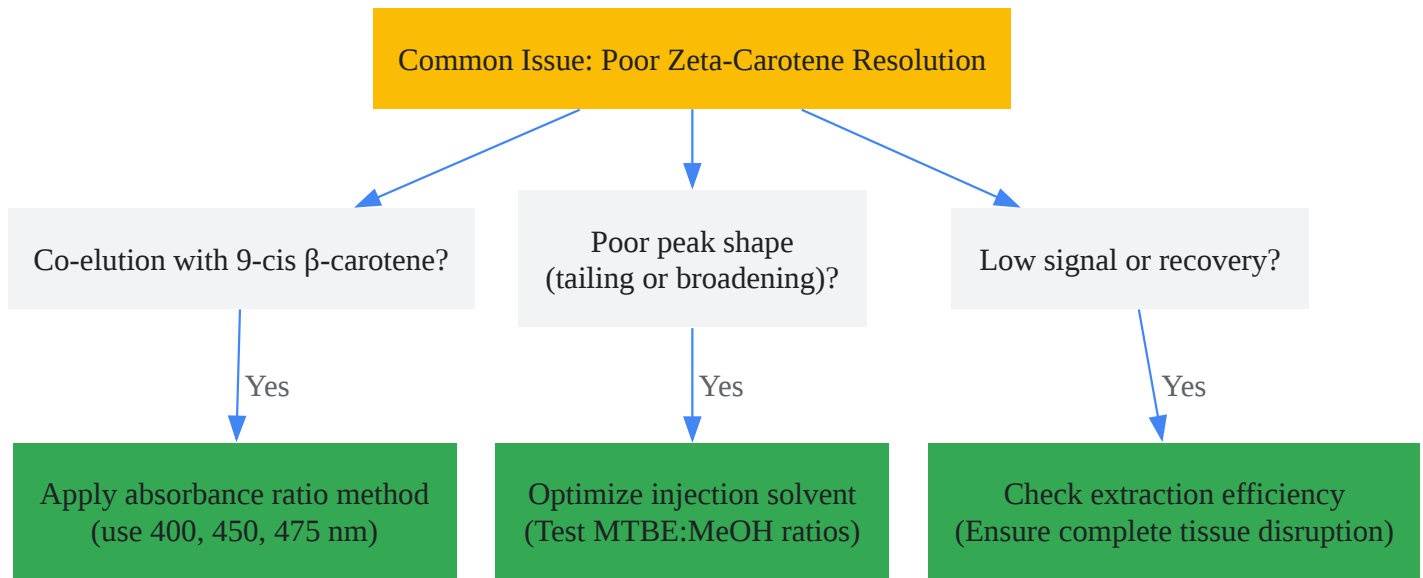 Common Issue: Poor Zeta-Carotene Resolution
Co-elution with 9-cis β-carotene?
Poor peak shape
(tailing or broadening)?
Low signal or recovery?
Yes
Yes
Yes
Apply absorbance ratio method
(use 400, 450, 475 nm)
Optimize injection solvent
(Test MTBE:MeOH ratios)
Check extraction efficiency
(Ensure complete tissue disruption)